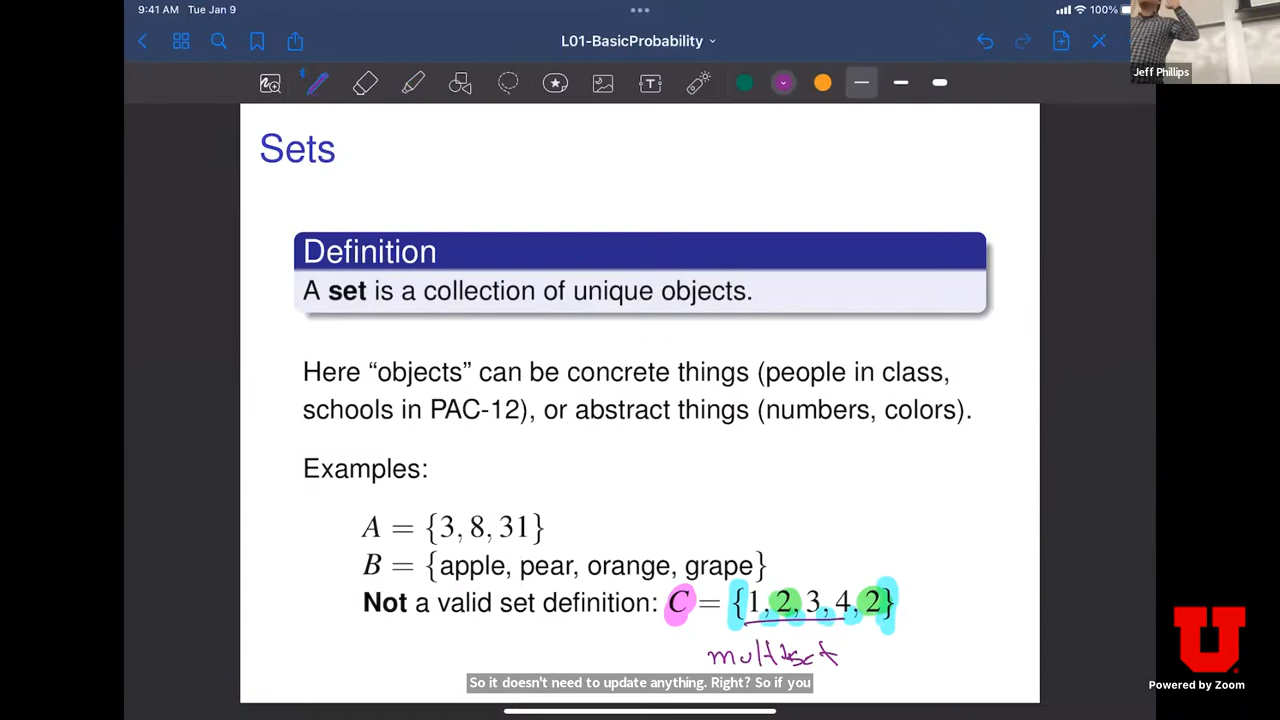 9:41 AM Tue Jan 9
100%
L01-BasicProbability
Jeff Phillips
T
Sets
Definition
A set is a collection of unique objects.
Here “objects” can be concrete things (people in class,
schools in PAC-12), or abstract things (numbers, colors).
Examples:
A = {3, 8, 31}
B = {apple, pear, orange, grape}
Not a valid set definition: C = {1, 2, 3, 4, 2}
multiset
So it doesn't need to update anything. Right? So if you
U
Powered by Zoom